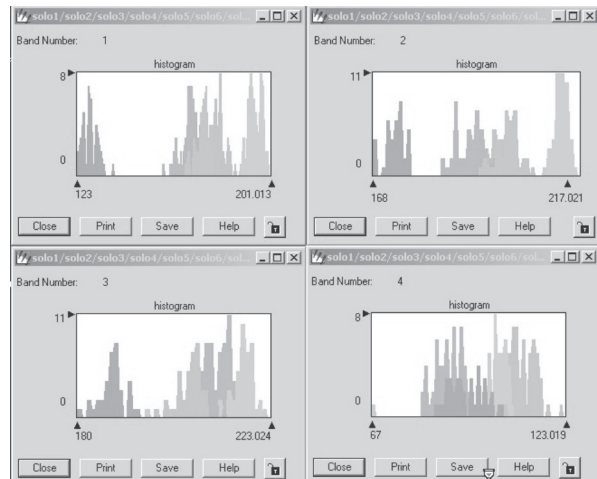 solo1/solo2/solo3/solo4/solo5/solo6/sol...
Band Number: 1
histogram
8
0
123 201.013
Close Print Save Help
solo1/solo2/solo3/solo4/solo5/solo6/sol...
Band Number: 2
histogram
11
0
168 217.021
Close Print Save Help
solo1/solo2/solo3/solo4/solo5/solo6/sol...
Band Number: 3
histogram
11
0
180 223.024
Close Print Save Help
solo1/solo2/solo3/solo4/solo5/solo6/sol...
Band Number: 4
histogram
8
0
67 123.019
Close Print Save Help